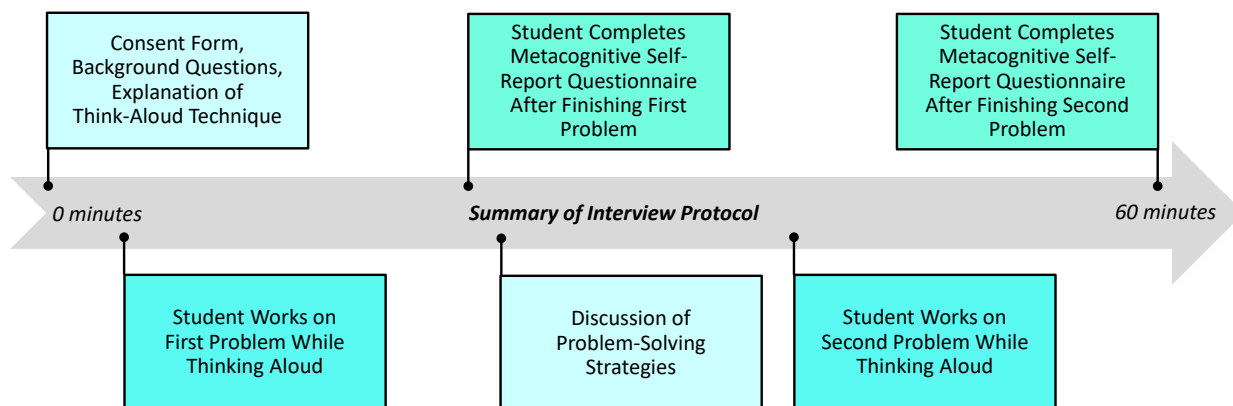 Consent Form,
Background Questions,
Explanation of
Think-Aloud Technique
Student Completes
Metacognitive Self-
Report Questionnaire
After Finishing First
Problem
Student Completes
Metacognitive Self-
Report Questionnaire
After Finishing Second
Problem
0 minutes
Summary of Interview Protocol
60 minutes
Student Works on
First Problem While
Thinking Aloud
Discussion of
Problem-Solving
Strategies
Student Works on
Second Problem While
Thinking Aloud